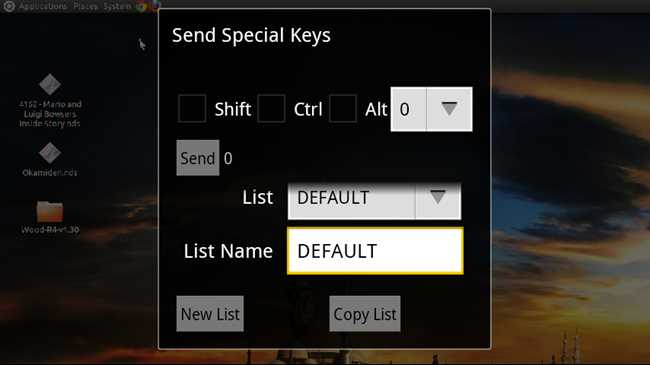 Applications Places System
Send Special Keys
Shift Ctrl Alt 0
Send 0
List DEFAULT
List Name DEFAULT
New List Copy List
4162 - Mario and
Luigi Bowsers
Inside Story.nds
Okamiden.nds
Wood-R4-v1.30